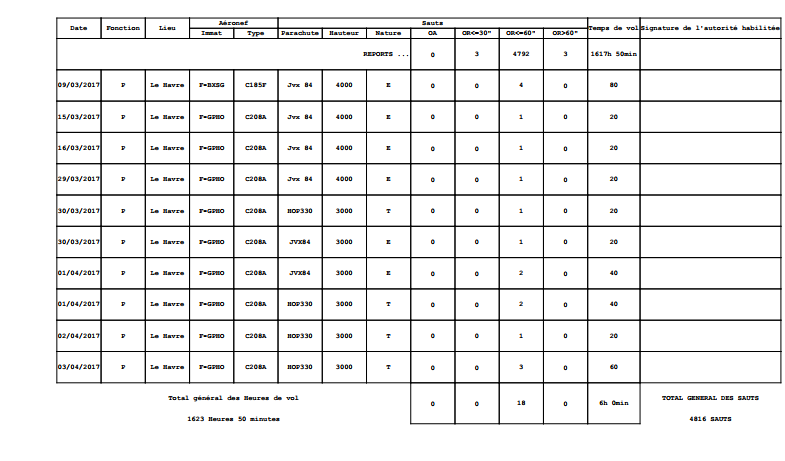 Date Fonction Lieu Aéronef Sauts Temps de vol Signature de l'autorité habilitée
Immat Type Parachute Hauteur Nature OA OR<=30" OR<=60" OR>60"
REPORTS ... 0 3 4792 3 1617h 50min
09/03/2017 P Le Havre F=BXSG C185F Jvx 84 4000 E 0 0 4 0 80
15/03/2017 P Le Havre F=GPHO C208A Jvx 84 4000 E 0 0 1 0 20
16/03/2017 P Le Havre F=GPHO C208A Jvx 84 4000 E 0 0 1 0 20
29/03/2017 P Le Havre F=GPHO C208A Jvx 84 4000 E 0 0 1 0 20
30/03/2017 P Le Havre F=GPHO C208A HOP330 3000 T 0 0 1 0 20
30/03/2017 P Le Havre F=GPHO C208A JVX84 3000 E 0 0 1 0 20
01/04/2017 P Le Havre F=GPHO C208A JVX84 3000 E 0 0 2 0 40
01/04/2017 P Le Havre F=GPHO C208A HOP330 3000 T 0 0 2 0 40
02/04/2017 P Le Havre F=GPHO C208A HOP330 3000 T 0 0 1 0 20
03/04/2017 P Le Havre F=GPHO C208A HOP330 3000 T 0 0 3 0 60
Total général des Heures de vol 0 0 18 0 6h 0min TOTAL GENERAL DES SAUTS
1623 Heures 50 minutes 4816 SAUTS